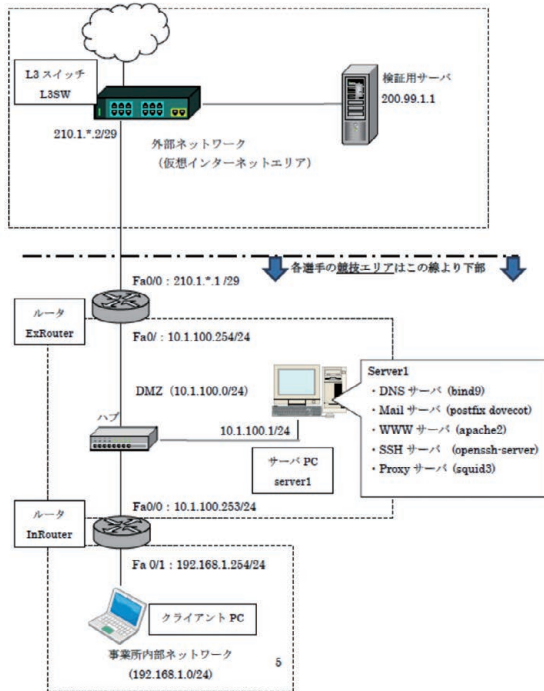 L3 スイッチ
L3SW
検証用サーバ
200.99.1.1
210.1.*.2/29
外部ネットワーク
(仮想インターネットエリア)
各選手の競技エリアはこの線より下部
Fa0/0：210.1.*.1/29
ルータ
ExRouter
Fa0/：10.1.100.254/24
DMZ（10.1.100.0/24）
ハブ
10.1.100.1/24
サーバ PC
server1
Server1
・DNS サーバ（bind9）
・Mail サーバ（postfix dovecot）
・WWW サーバ（apache2）
・SSH サーバ （openssh-server）
・Proxy サーバ（squid3）
Fa0/0：10.1.100.253/24
ルータ
InRouter
Fa 0/1：192.168.1.254/24
クライアント PC
事業所内部ネットワーク
(192.168.1.0/24)
5